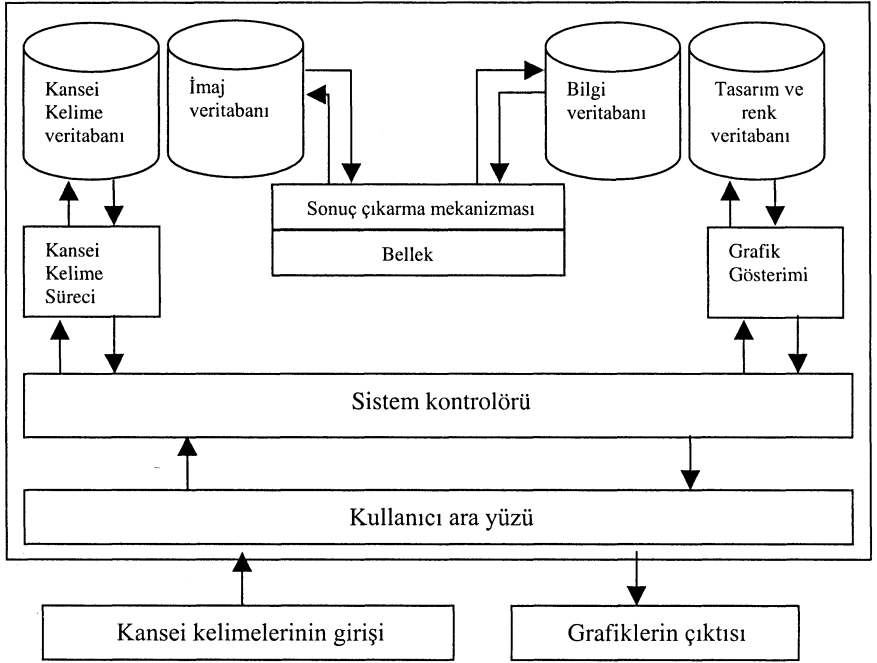 Kansei
Kelime
veritabanı
İmaj
veritabanı
Bilgi
veritabanı
Tasarım ve
renk
veritabanı
Sonuç çıkarma mekanizması
Bellek
Kansei
Kelime
Süreci
Grafik
Gösterimi
Sistem kontrolörü
Kullanıcı ara yüzü
Kansei kelimelerinin girişi
Grafiklerin çıktısı